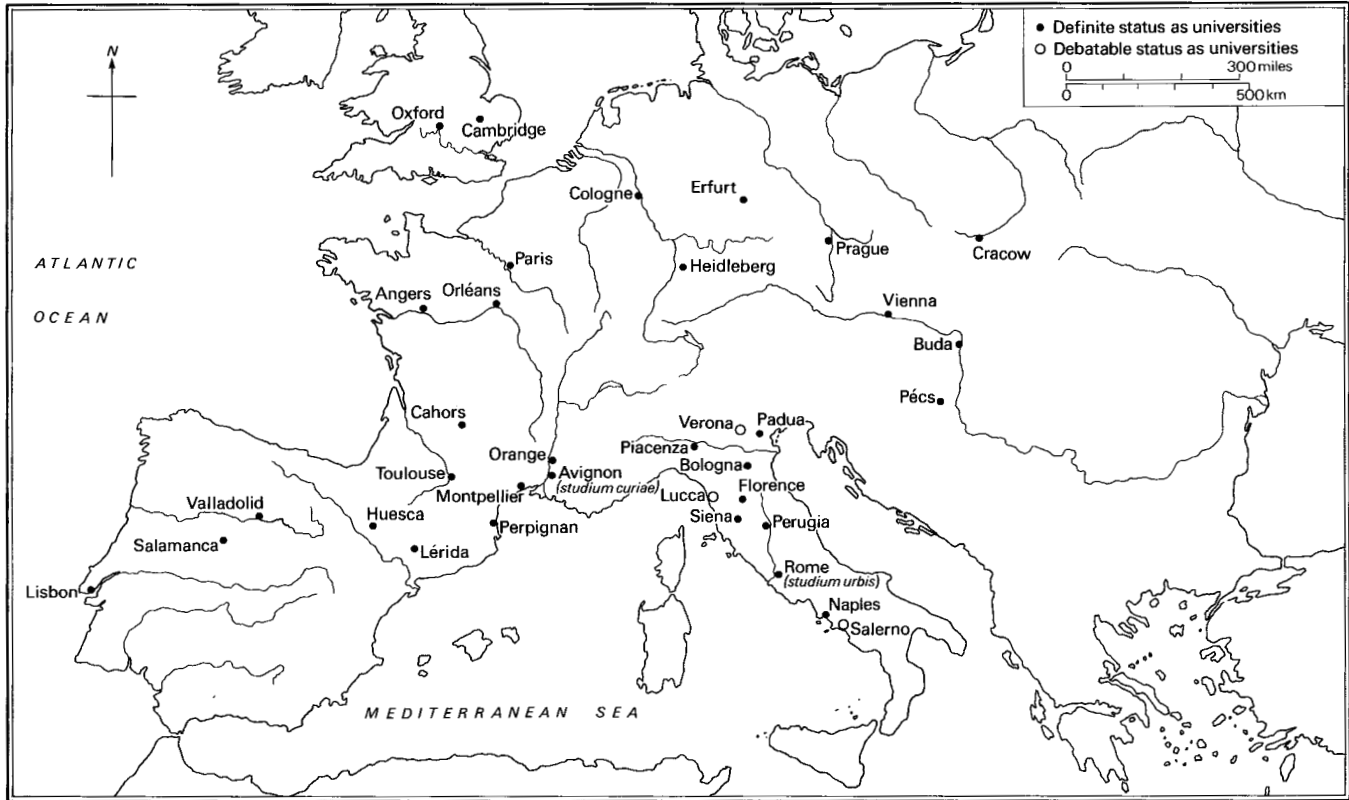 ● Definite status as universities
○ Debatable status as universities
0 300 miles
0 500 km
N
Oxford
Cambridge
Cologne
Erfurt
Prague
Cracow
Paris
Heidleberg
ATLANTIC
OCEAN
Angers
Orléans
Vienna
Buda
Pécs
Cahors
Verona
Padua
Piacenza
Orange
Bologna
Toulouse
Avignon
(studium curiae)
Montpellier
Florence
Lucca
Valladolid
Huesca
Siena
Perugia
Perpignan
Salamanca
Lérida
Rome
(studium urbis)
Lisbon
Naples
Salerno
MEDITERRANEAN SEA